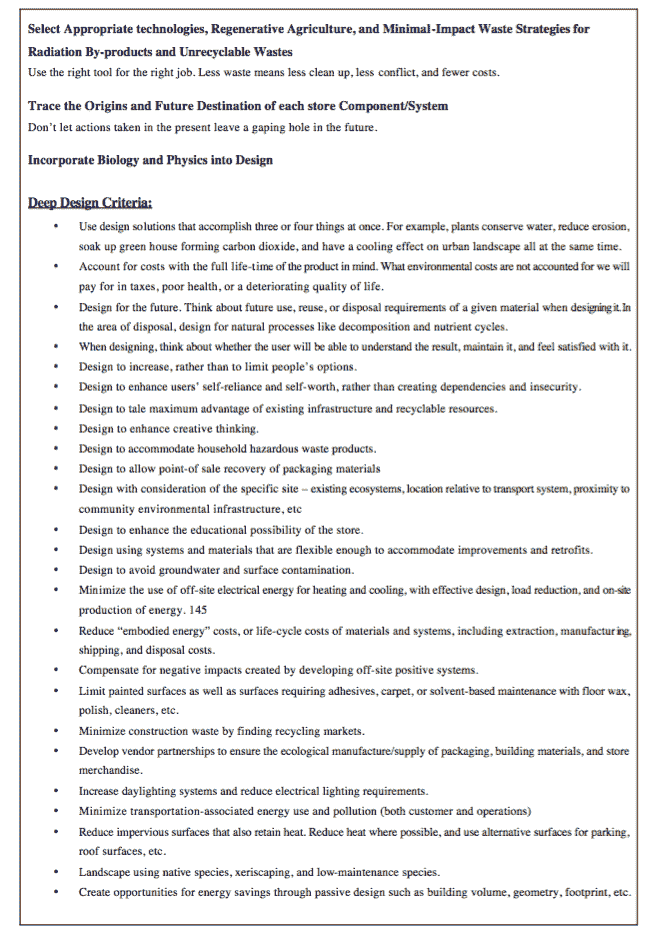 Select Appropriate technologies, Regenerative Agriculture, and Minimal-Impact Waste Strategies for
Radiation By-products and Unrecyclable Wastes
Use the right tool for the right job. Less waste means less clean up, less conflict, and fewer costs.
Trace the Origins and Future Destination of each store Component/System
Don't let actions taken in the present leave a gaping hole in the future.
Incorporate Biology and Physics into Design
Deep Design Criteria:
• Use design solutions that accomplish three or four things at once. For example, plants conserve water, reduce erosion,
soak up green house forming carbon dioxide, and have a cooling effect on urban landscape all at the same time.
• Account for costs with the full life-time of the product in mind. What environmental costs are not accounted for we will
pay for in taxes, poor health, or a deteriorating quality of life.
• Design for the future. Think about future use, reuse, or disposal requirements of a given material when designing it. In
the area of disposal, design for natural processes like decomposition and nutrient cycles.
• When designing, think about whether the user will be able to understand the result, maintain it, and feel satisfied with it.
• Design to increase, rather than to limit people's options.
• Design to enhance users' self-reliance and self-worth, rather than creating dependencies and insecurity.
• Design to tale maximum advantage of existing infrastructure and recyclable resources.
• Design to enhance creative thinking.
• Design to accommodate household hazardous waste products.
• Design to allow point-of sale recovery of packaging materials
• Design with consideration of the specific site – existing ecosystems, location relative to transport system, proximity to
community environmental infrastructure, etc
• Design to enhance the educational possibility of the store.
• Design using systems and materials that are flexible enough to accommodate improvements and retrofits.
• Design to avoid groundwater and surface contamination.
• Minimize the use of off-site electrical energy for heating and cooling, with effective design, load reduction, and on-site
production of energy. 145
• Reduce "embodied energy" costs, or life-cycle costs of materials and systems, including extraction, manufacturing,
shipping, and disposal costs.
• Compensate for negative impacts created by developing off-site positive systems.
• Limit painted surfaces as well as surfaces requiring adhesives, carpet, or solvent-based maintenance with floor wax,
polish, cleaners, etc.
• Minimize construction waste by finding recycling markets.
• Develop vendor partnerships to ensure the ecological manufacture/supply of packaging, building materials, and store
merchandise.
• Increase daylighting systems and reduce electrical lighting requirements.
• Minimize transportation-associated energy use and pollution (both customer and operations)
• Reduce impervious surfaces that also retain heat. Reduce heat where possible, and use alternative surfaces for parking,
roof surfaces, etc.
• Landscape using native species, xeriscaping, and low-maintenance species.
• Create opportunities for energy savings through passive design such as building volume, geometry, footprint, etc.